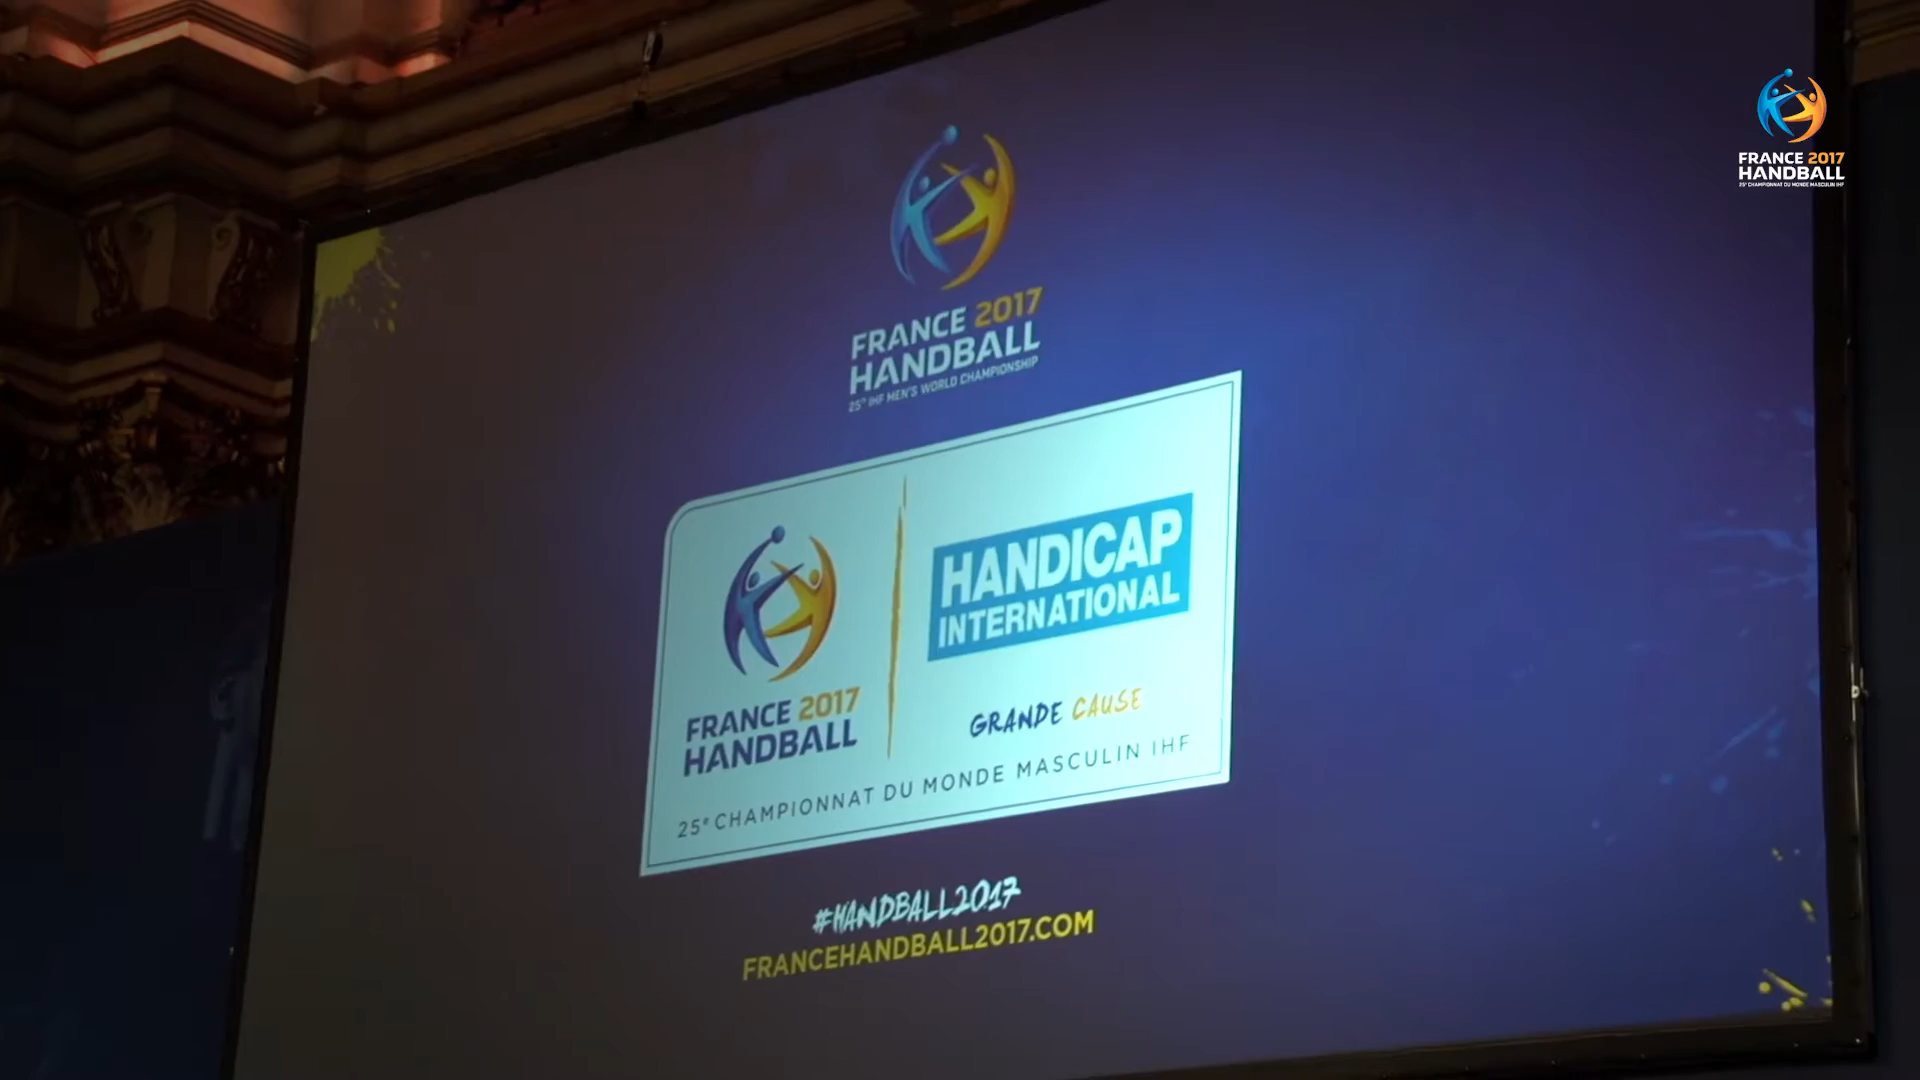 FRANCE 2017
HANDBALL
25E CHAMPIONNAT DU MONDE MASCULIN IHF
FRANCE 2017
HANDBALL
25TH IHF MEN'S WORLD CHAMPIONSHIP
FRANCE 2017
HANDBALL
HANDICAP
INTERNATIONAL
GRANDE CAUSE
25e CHAMPIONNAT DU MONDE MASCULIN IHF
#HANDBALL2017
FRANCEHANDBALL2017.COM